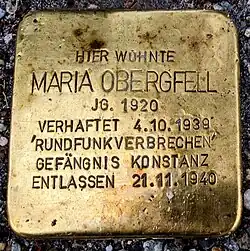 HIER WOHNTE
MARIA OBERGFELL
JG. 1920
VERHAFTET 4.10.1939
"RUNDFUNKVERBRECHEN"
GEFÄNGNIS KONSTANZ
ENTLASSEN 21.11.1940